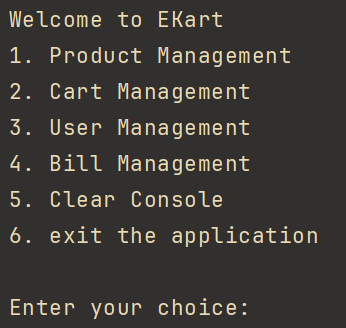 Welcome to EKart
1. Product Management
2. Cart Management
3. User Management
4. Bill Management
5. Clear Console
6. exit the application
Enter your choice: